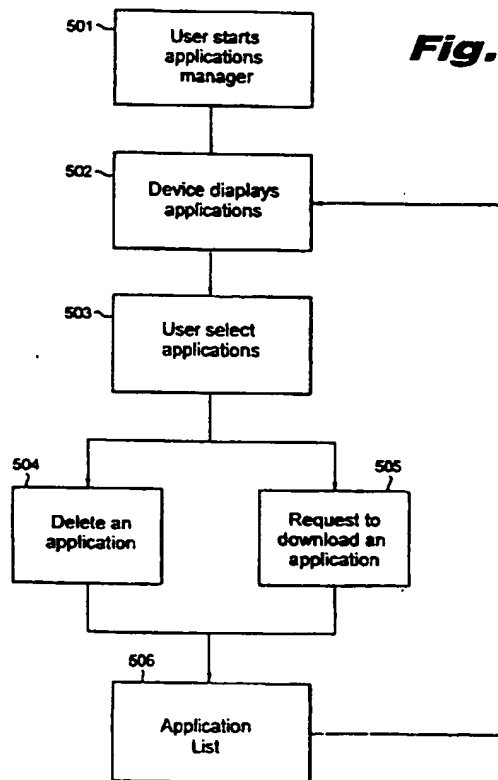 Fig.
501
User starts
applications
manager
502
Device diaplays
applications
503
User select
applications
504
Delete an
application
505
Request to
download an
application
506
Application
List